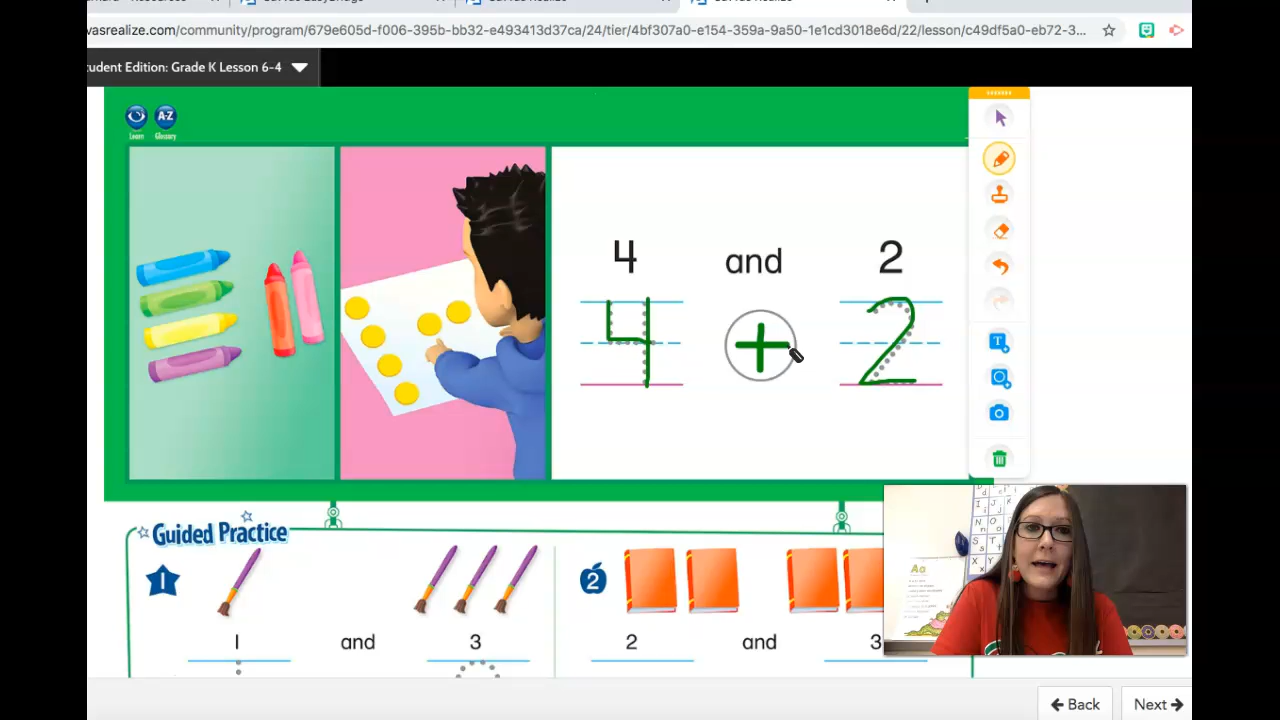 vasrealize.com/community/program/679e605d-f006-395b-bb32-e493413d37ca/24/tier/4bf307a0-e154-359a-9a50-1e1cd3018e6d/22/lesson/c49df5a0-eb72-3...
tudent Edition: Grade K Lesson 6-4
A-Z
Learn Glossary
4 and 2
4 + 2
T
Guided Practice
1
2
1 and 3
2 and 3
Aa
Back
Next